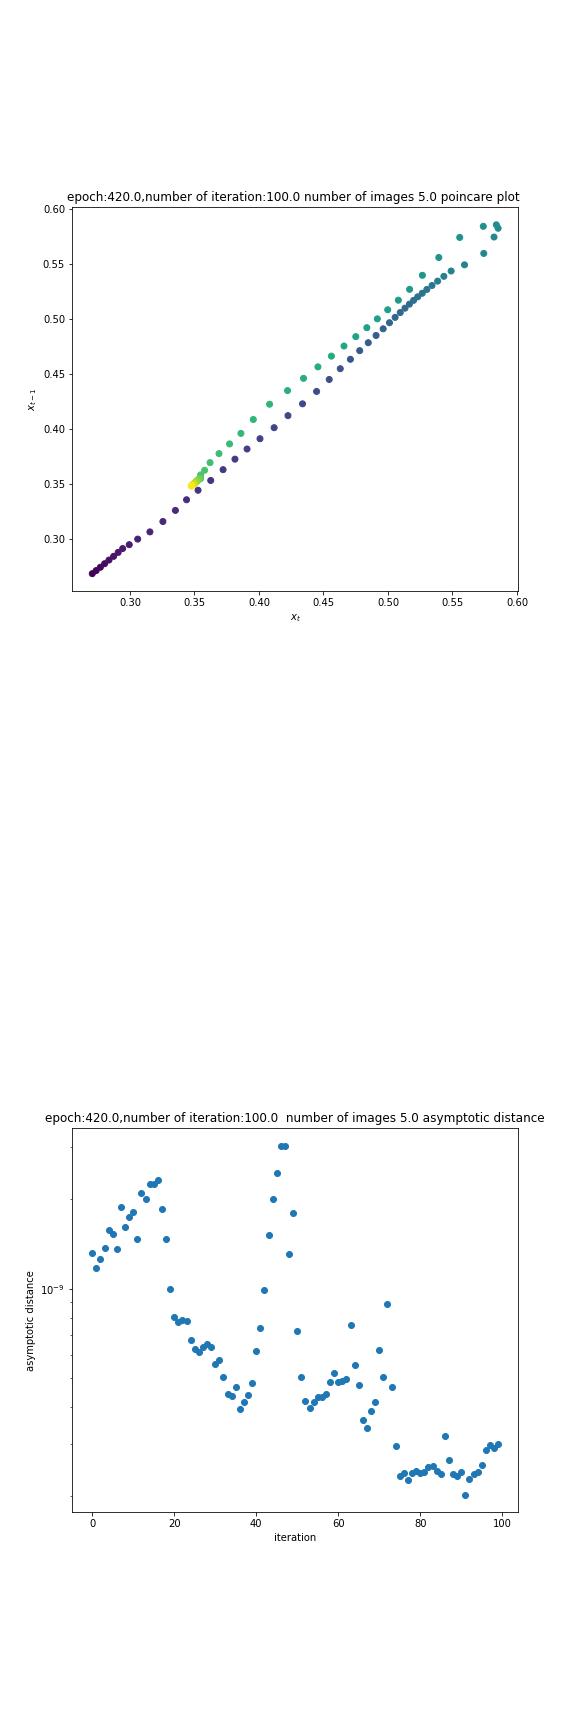 epoch:420.0,number of iteration:100.0 number of images 5.0 poincare plot
0.60
0.55
0.50
0.45
0.40
0.35
0.30
x_{t-1}
0.30 0.35 0.40 0.45 0.50 0.55 0.60
x_t
epoch:420.0,number of iteration:100.0  number of images 5.0 asymptotic distance
10^{-9}
asymptotic distance
0 20 40 60 80 100
iteration